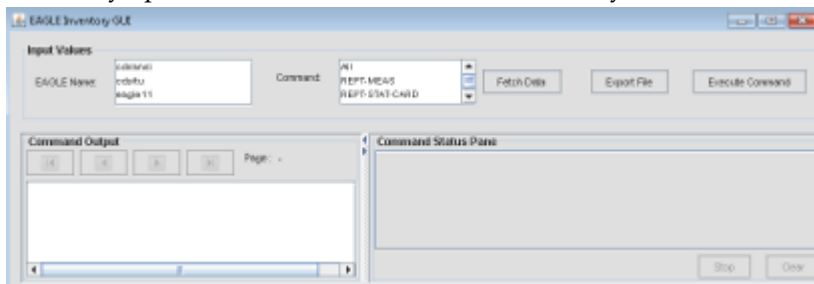 EAGLE Inventory GUI
Input Values
EAGLE Name:
eagle11
Command:
All
REPT-MEAS
REPT-STAT-CARD
Fetch Data
Export File
Execute Command
Command Output
Page: -
Command Status Pane
Stop
Clear